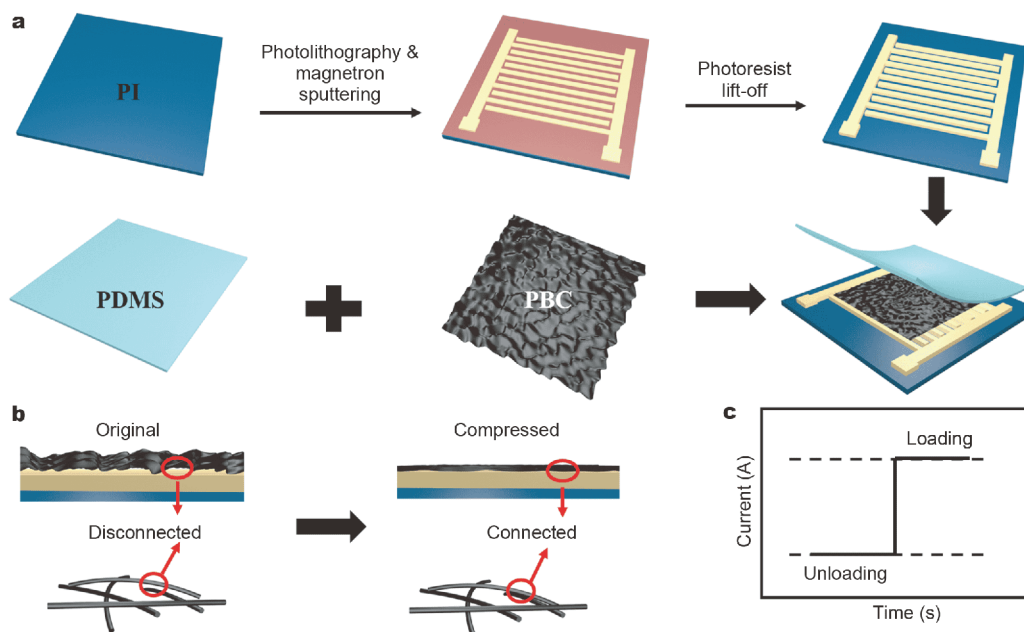 a
PI
Photolithography &
magnetron
sputtering
Photoresist
lift-off
PDMS
PBC
b
Original
Compressed
Disconnected
Connected
c
Loading
Unloading
Current (A)
Time (s)